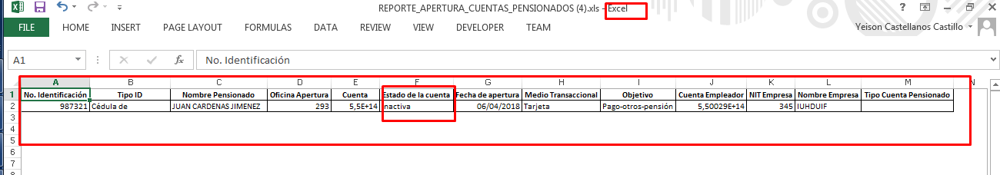 REPORTE_APERTURA_CUENTAS_PENSIONADOS (4).xls - Excel
FILE HOME INSERT PAGE LAYOUT FORMULAS DATA REVIEW VIEW DEVELOPER TEAM Yeison Castellanos Castillo
A1 fx No. Identificación
A B C D E F G H I J K L M N
1 No. Identificación Tipo ID Nombre Pensionado Oficina Apertura Cuenta Estado de la cuenta Fecha de apertura Medio Transaccional Objetivo Cuenta Empleador NIT Empresa Nombre Empresa Tipo Cuenta Pensionado
2 987321 Cédula de JUAN CARDENAS JIMENEZ 293 5,5E+14 Inactiva 06/04/2018 Tarjeta Pago-otros-pensión 5,50029E+14 345 IUHDUIF
3
4
5
6
7